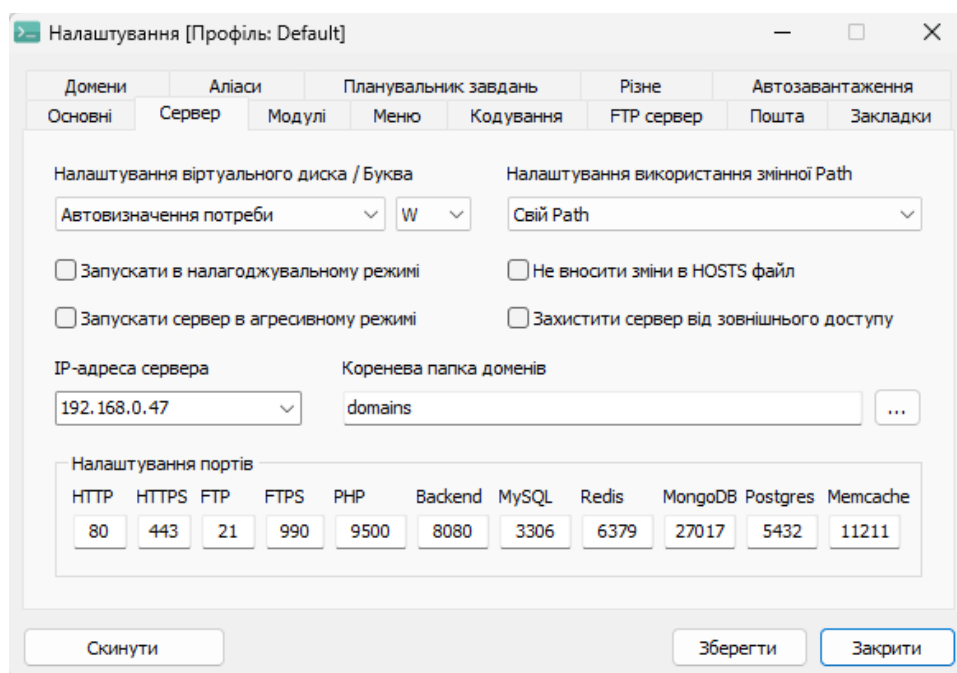 Налаштування [Профіль: Default]
Домени Аліаси Планувальник завдань Різне Автозавантаження
Основні Сервер Модулі Меню Кодування FTP сервер Пошта Закладки
Налаштування віртуального диска / Буква Налаштування використання змінної Path
Автовизначення потреби W Свій Path
Запускати в налагоджувальному режимі Не вносити зміни в HOSTS файл
Запускати сервер в агресивному режимі Захистити сервер від зовнішнього доступу
IP-адреса сервера Коренева папка доменів
192.168.0.47 domains ...
Налаштування портів
HTTP HTTPS FTP FTPS PHP Backend MySQL Redis MongoDB Postgres Memcache
80 443 21 990 9500 8080 3306 6379 27017 5432 11211
Скинути Зберегти Закрити